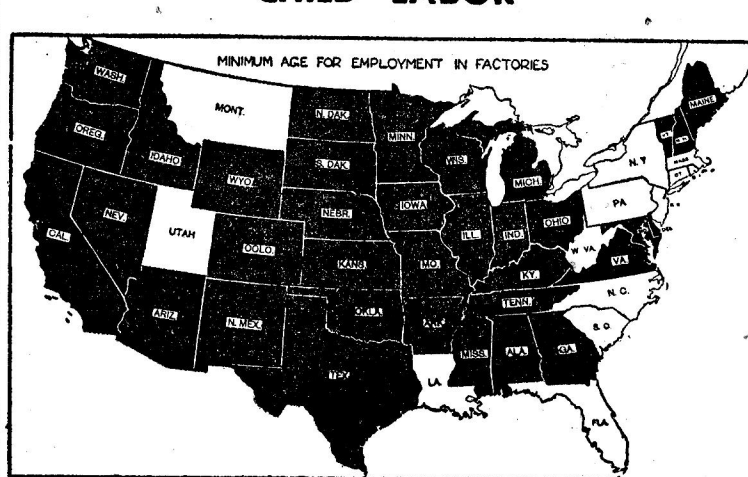 CHILD LABOR
MINIMUM AGE FOR EMPLOYMENT IN FACTORIES
WASH.
MONT.
N. DAK.
MINN.
MAINE
OREG.
IDAHO
S. DAK.
WIS.
VT.
N.H.
WYO.
MICH.
N.Y.
MASS
CT
NEV.
NEBR.
IOWA
PA
CAL.
UTAH
COLO.
ILL.
IND.
OHIO
DEL.
KANS.
MO.
W VA.
VA.
KY.
ARIZ.
N. MEX.
OKLA.
ARK.
TENN.
N. C.
S. C.
TEX.
LA.
MISS.
ALA.
GA.
FLA.